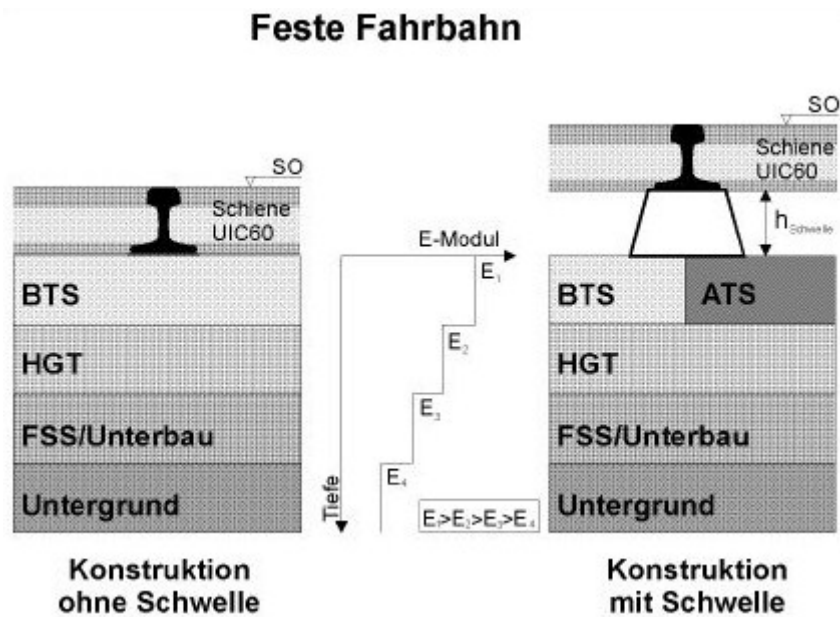 Feste Fahrbahn
SO
Schiene
UIC60
BTS
HGT
FSS/Unterbau
Untergrund
Konstruktion
ohne Schwelle
E-Modul
E₁
E₂
E₃
E₄
Tiefe
E₁>E₂>E₃>E₄
SO
Schiene
UIC60
hSchwelle
BTS ATS
HGT
FSS/Unterbau
Untergrund
Konstruktion
mit Schwelle